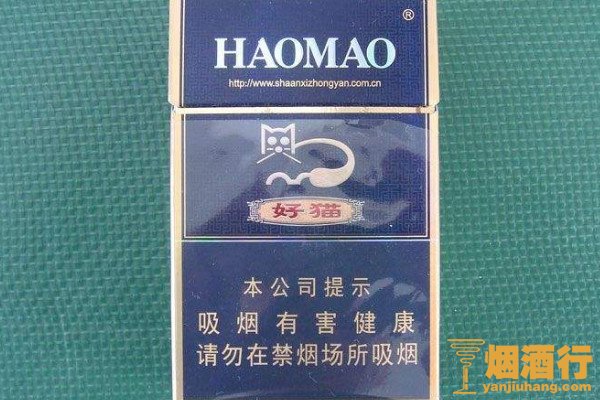 HAOMAO ®
http://www.shaanxizhongyan.com.cn
好猫
本公司提示
吸烟有害健康
请勿在禁烟场所吸烟
烟酒行
yanjiuhang.com